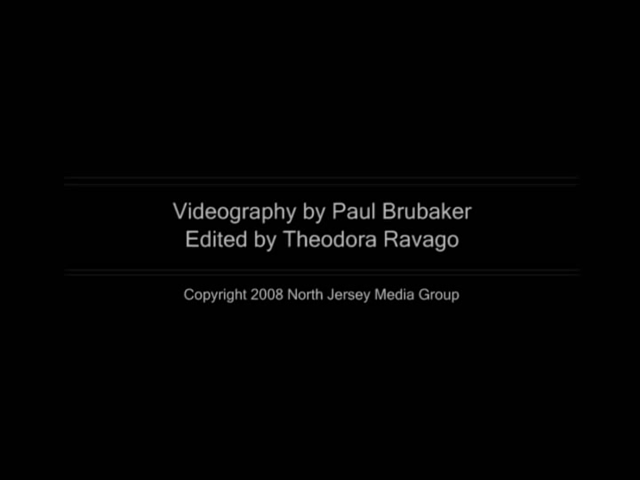 Videography by Paul Brubaker
Edited by Theodora Ravago
Copyright 2008 North Jersey Media Group